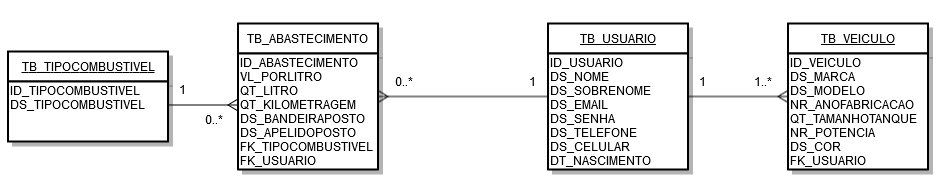 TB_TIPOCOMBUSTIVEL
ID_TIPOCOMBUSTIVEL
DS_TIPOCOMBUSTIVEL
1
0..*
TB_ABASTECIMENTO
ID_ABASTECIMENTO
VL_PORLITRO
QT_LITRO
QT_KILOMETRAGEM
DS_BANDEIRAPOSTO
DS_APELIDOPOSTO
FK_TIPOCOMBUSTIVEL
FK_USUARIO
0..*
1
TB_USUARIO
ID_USUARIO
DS_NOME
DS_SOBRENOME
DS_EMAIL
DS_SENHA
DS_TELEFONE
DS_CELULAR
DT_NASCIMENTO
1
1..*
TB_VEICULO
ID_VEICULO
DS_MARCA
DS_MODELO
NR_ANOFABRICACAO
QT_TAMANHOTANQUE
NR_POTENCIA
DS_COR
FK_USUARIO